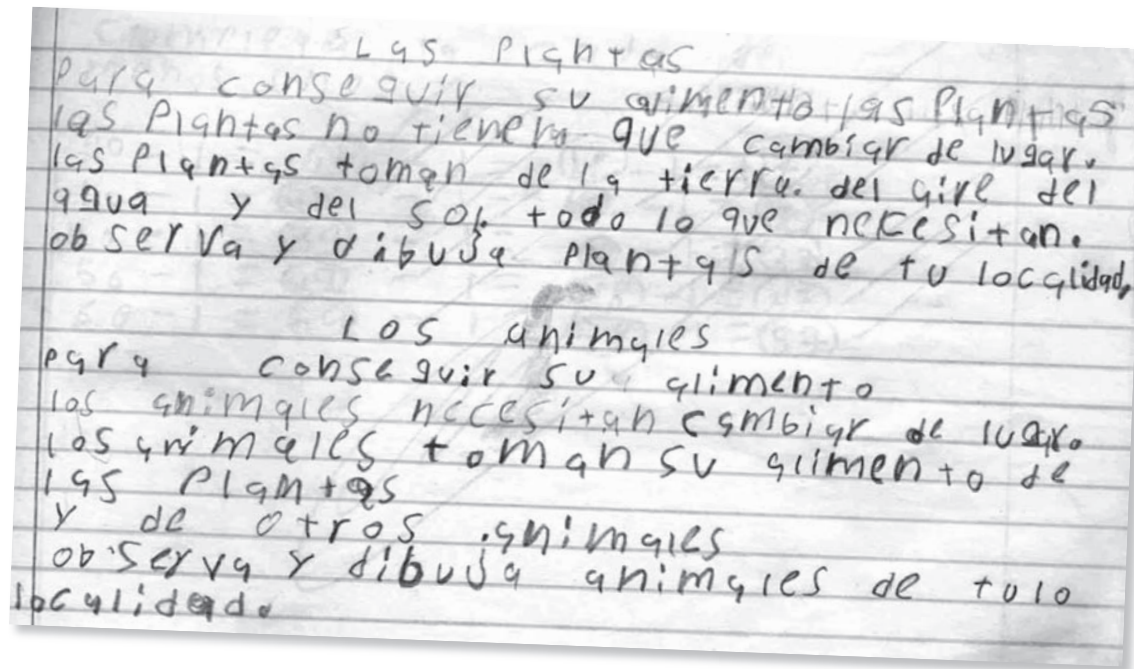 Las Plantas
para conseguir su alimento las Plantas
las Plantas no tienen que cambiar de lugar.
las Plantas toman de la tierra. del aire del
agua y del sol. todo lo que necesitan.
observa y dibuja Plantas de tu localidad.
Los animales
para conseguir su alimento
los animales necesitan cambiar de lugar.
los animales toman su alimento de
las Plantas
y de otros animales
observa y dibuja animales de tu lo
localidad.